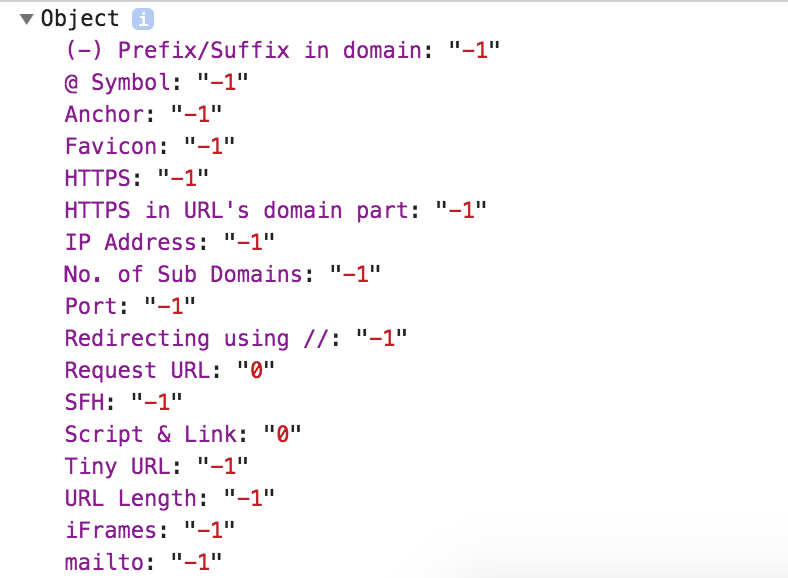 ▼ Object i
(-) Prefix/Suffix in domain: "-1"
@ Symbol: "-1"
Anchor: "-1"
Favicon: "-1"
HTTPS: "-1"
HTTPS in URL's domain part: "-1"
IP Address: "-1"
No. of Sub Domains: "-1"
Port: "-1"
Redirecting using //: "-1"
Request URL: "0"
SFH: "-1"
Script & Link: "0"
Tiny URL: "-1"
URL Length: "-1"
iFrames: "-1"
mailto: "-1"